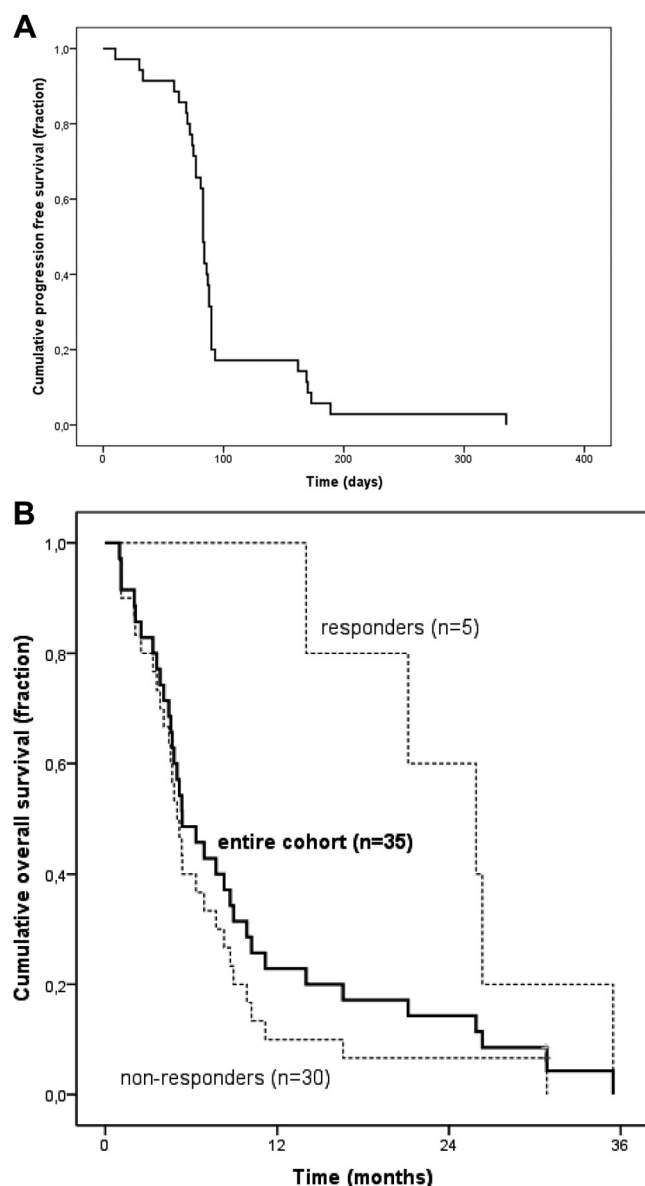 A
Cumulative progression free survival (fraction)
1,0
0,8
0,6
0,4
0,2
0,0
0
100
200
300
400
Time (days)
B
Cumulative overall survival (fraction)
1,0
0,8
0,6
0,4
0,2
0,0
responders (n=5)
entire cohort (n=35)
non-responders (n=30)
0
12
24
36
Time (months)